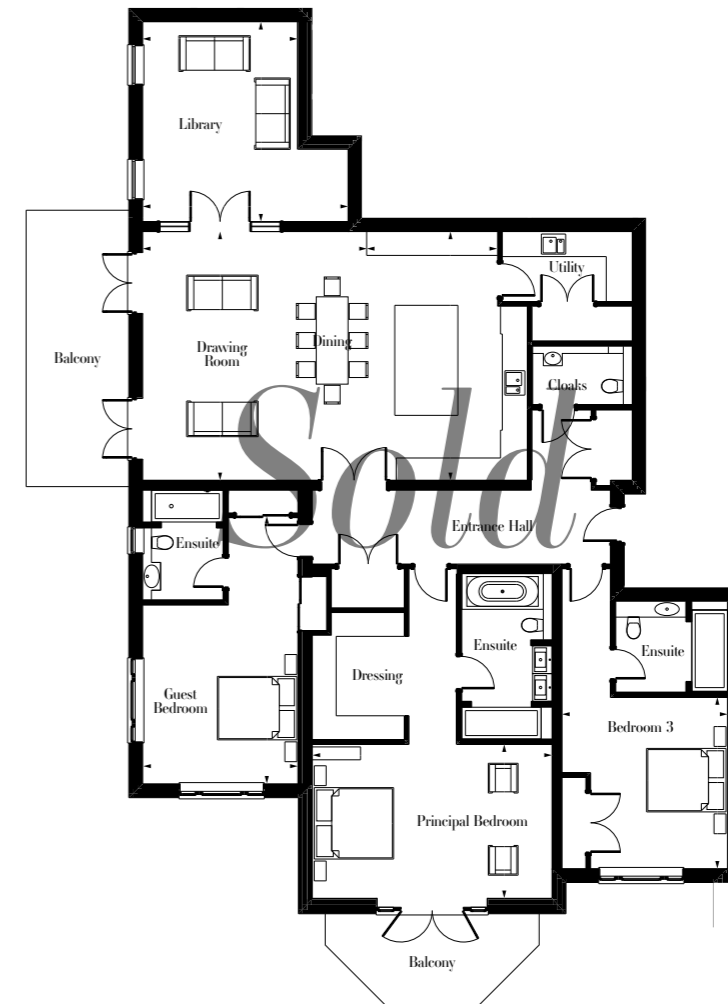 Library
Utility
Balcony
Drawing
Room
Dining
Cloaks
Sold
Entrance Hall
Ensuite
Ensuite
Ensuite
Guest
Bedroom
Dressing
Bedroom 3
Principal Bedroom
Balcony